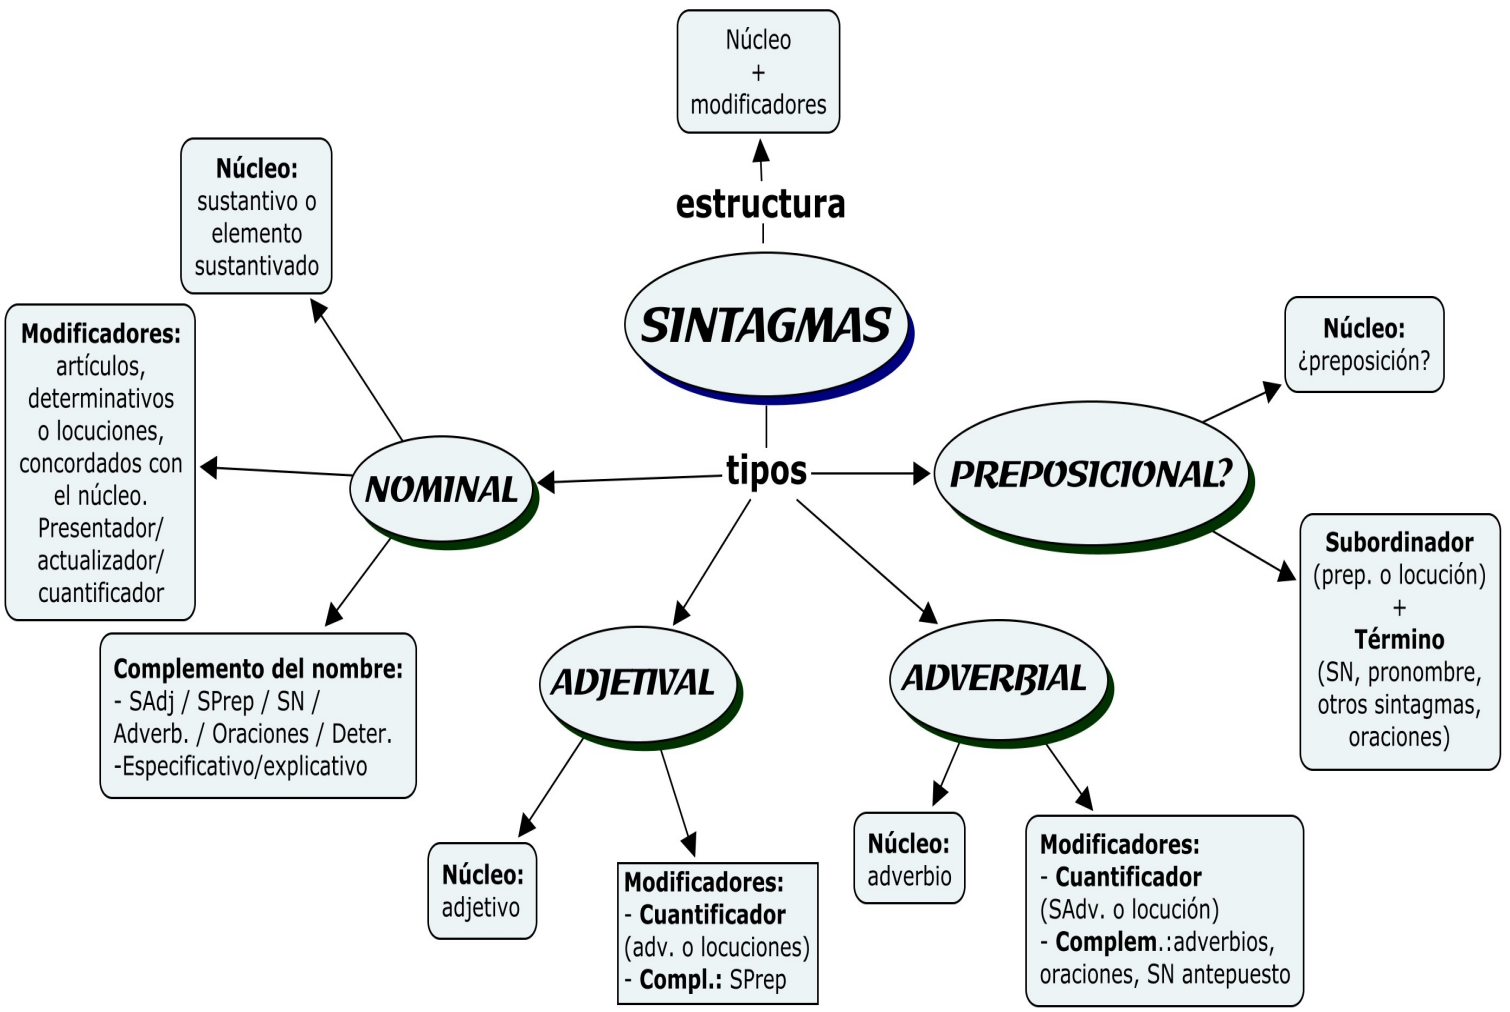 Núcleo
+
modificadores
estructura
SINTAGMAS
tipos
NOMINAL
Núcleo:
sustantivo o
elemento
sustantivado
Modificadores:
artículos,
determinativos
o locuciones,
concordados con
el núcleo.
Presentador/
actualizador/
cuantificador
Complemento del nombre:
- SAdj / SPrep / SN /
Adverb. / Oraciones / Deter.
-Especificativo/explicativo
ADJETIVAL
Núcleo:
adjetivo
Modificadores:
- Cuantificador
(adv. o locuciones)
- Compl.: SPrep
ADVERBIAL
Núcleo:
adverbio
Modificadores:
- Cuantificador
(SAdv. o locución)
- Complem.:adverbios,
oraciones, SN antepuesto
PREPOSICIONAL?
Núcleo:
¿preposición?
Subordinador
(prep. o locución)
+
Término
(SN, pronombre,
otros sintagmas,
oraciones)